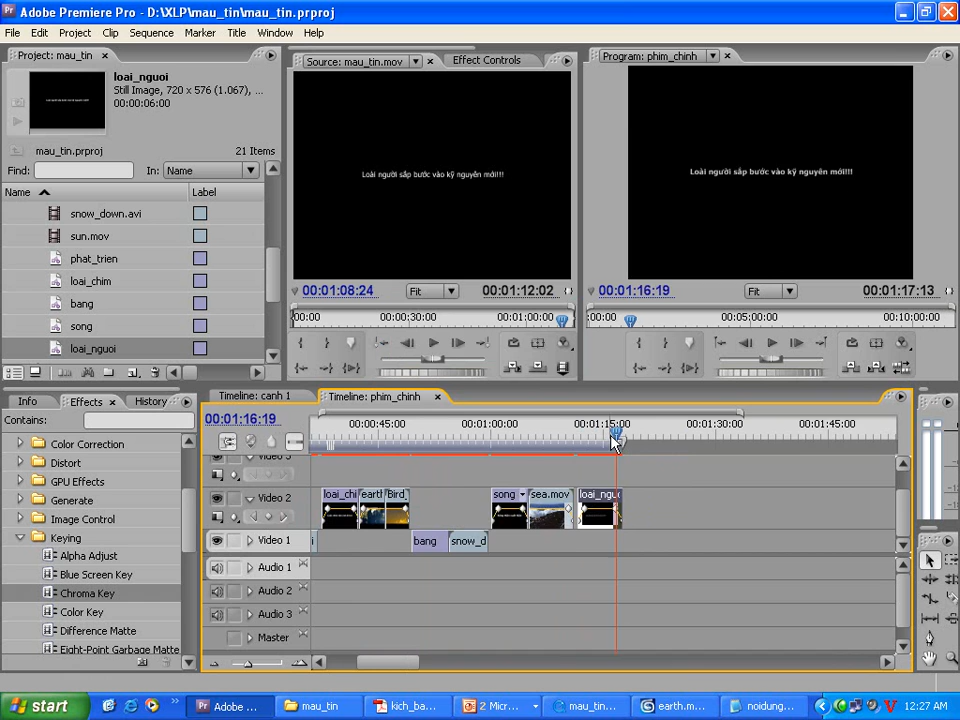 Adobe Premiere Pro - D:\XLP\mau_tin\mau_tin.prproj
File Edit Project Clip Sequence Marker Title Window Help
Project: mau_tin
loai_nguoi
Still Image, 720 x 576 (1.067), ...
00:00:06:00
mau_tin.prproj 21 Items
Find: In: Name
Name Label
snow_down.avi
sun.mov
phat_trien
loai_chim
bang
song
loai_nguoi
Source: mau_tin.mov Effect Controls
Loài người sắp bước vào kỹ nguyên mới!!!
00:01:08:24 Fit 00:01:12:02
00:00 00:00:30:00 00:01:00:00
Program: phim_chinh
Loài người sắp bước vào kỹ nguyên mới!!!
00:01:16:19 Fit 00:01:17:13
:00:00 00:05:00:00 00:10:00:00
Info Effects History
Contains:
Color Correction
Distort
GPU Effects
Generate
Image Control
Keying
Alpha Adjust
Blue Screen Key
Chroma Key
Color Key
Difference Matte
Eight-Point Garbage Matte
Timeline: canh 1 Timeline: phim_chinh
00:01:16:19
00:00:45:00 00:01:00:00 00:01:15:00 00:01:30:00 00:01:45:00
Video 3
Video 2 loai_chi earth Bird_ song sea.mov loai_nguc
Video 1 i bang snow_d
Audio 1
Audio 2
Audio 3
Master
start Adobe ... mau_tin kich_ba... 2 Micr... mau_tin... earth.m... noidung... V 12:27 AM